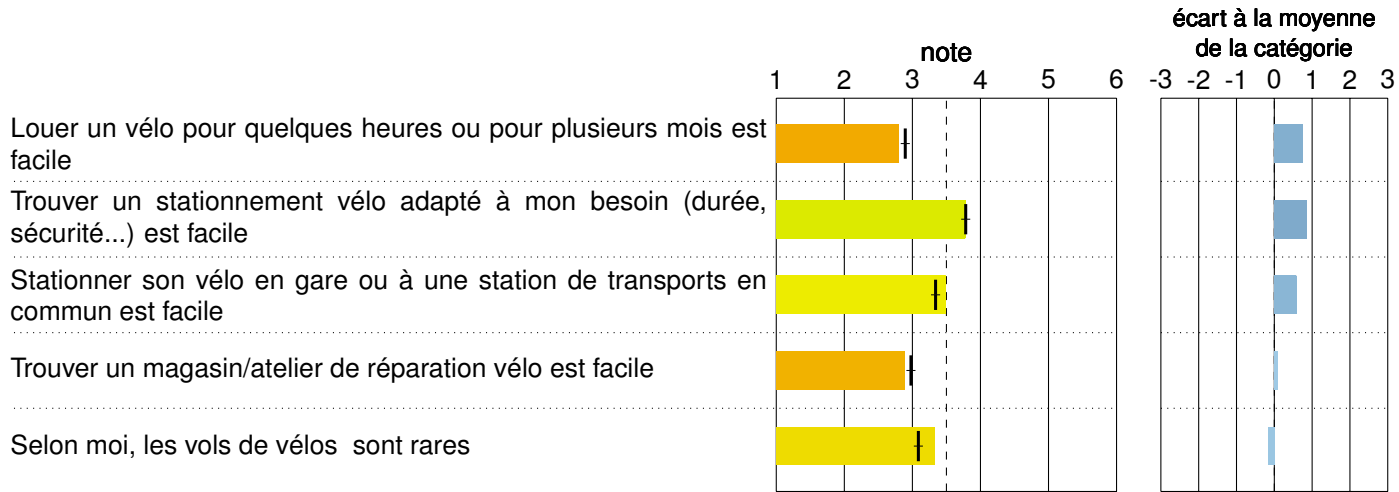 écart à la moyenne
de la catégorie
note
1 2 3 4 5 6
-3 -2 -1 0 1 2 3
Louer un vélo pour quelques heures ou pour plusieurs mois est
facile
Trouver un stationnement vélo adapté à mon besoin (durée,
sécurité...) est facile
Stationner son vélo en gare ou à une station de transports en
commun est facile
Trouver un magasin/atelier de réparation vélo est facile
Selon moi, les vols de vélos sont rares